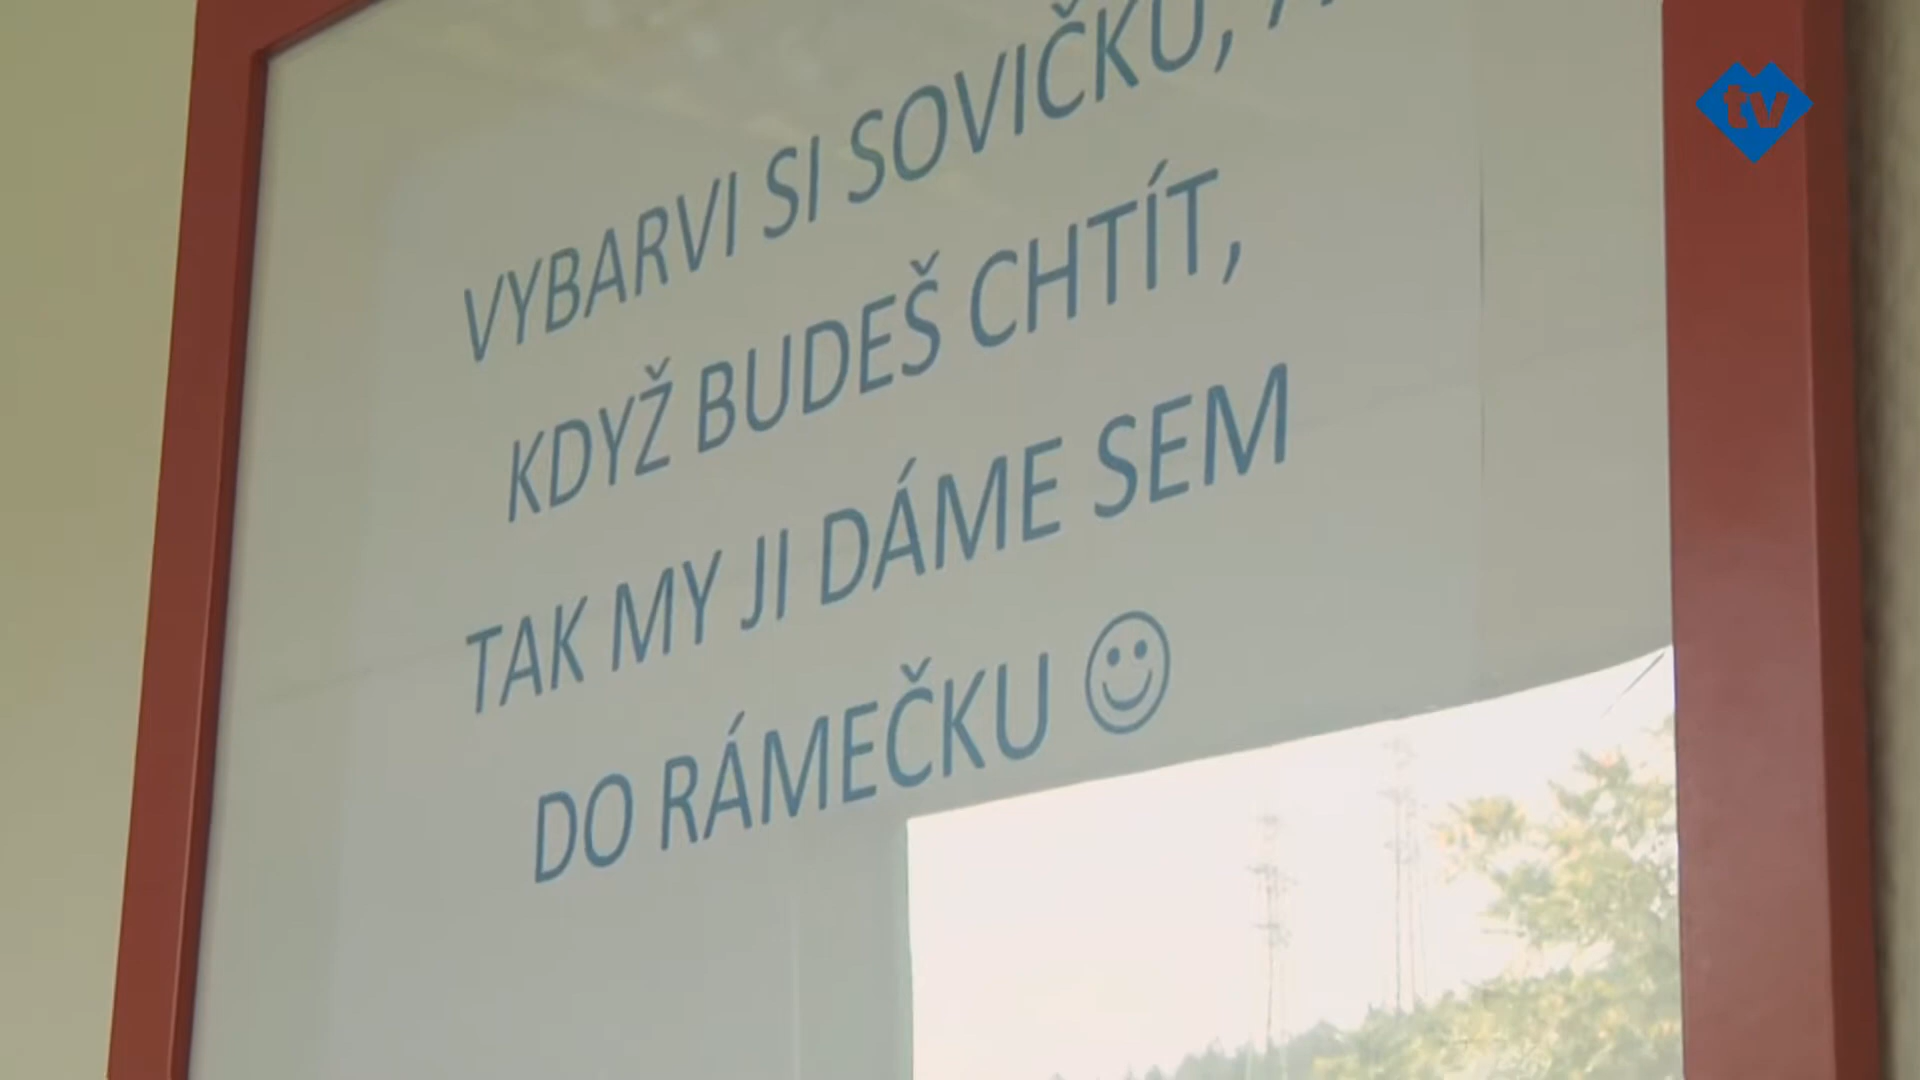 VYBARVI SI SOVIČKU, A
KDYŽ BUDEŠ CHTÍT,
TAK MY JI DÁME SEM
DO RÁMEČKU ☺
tv